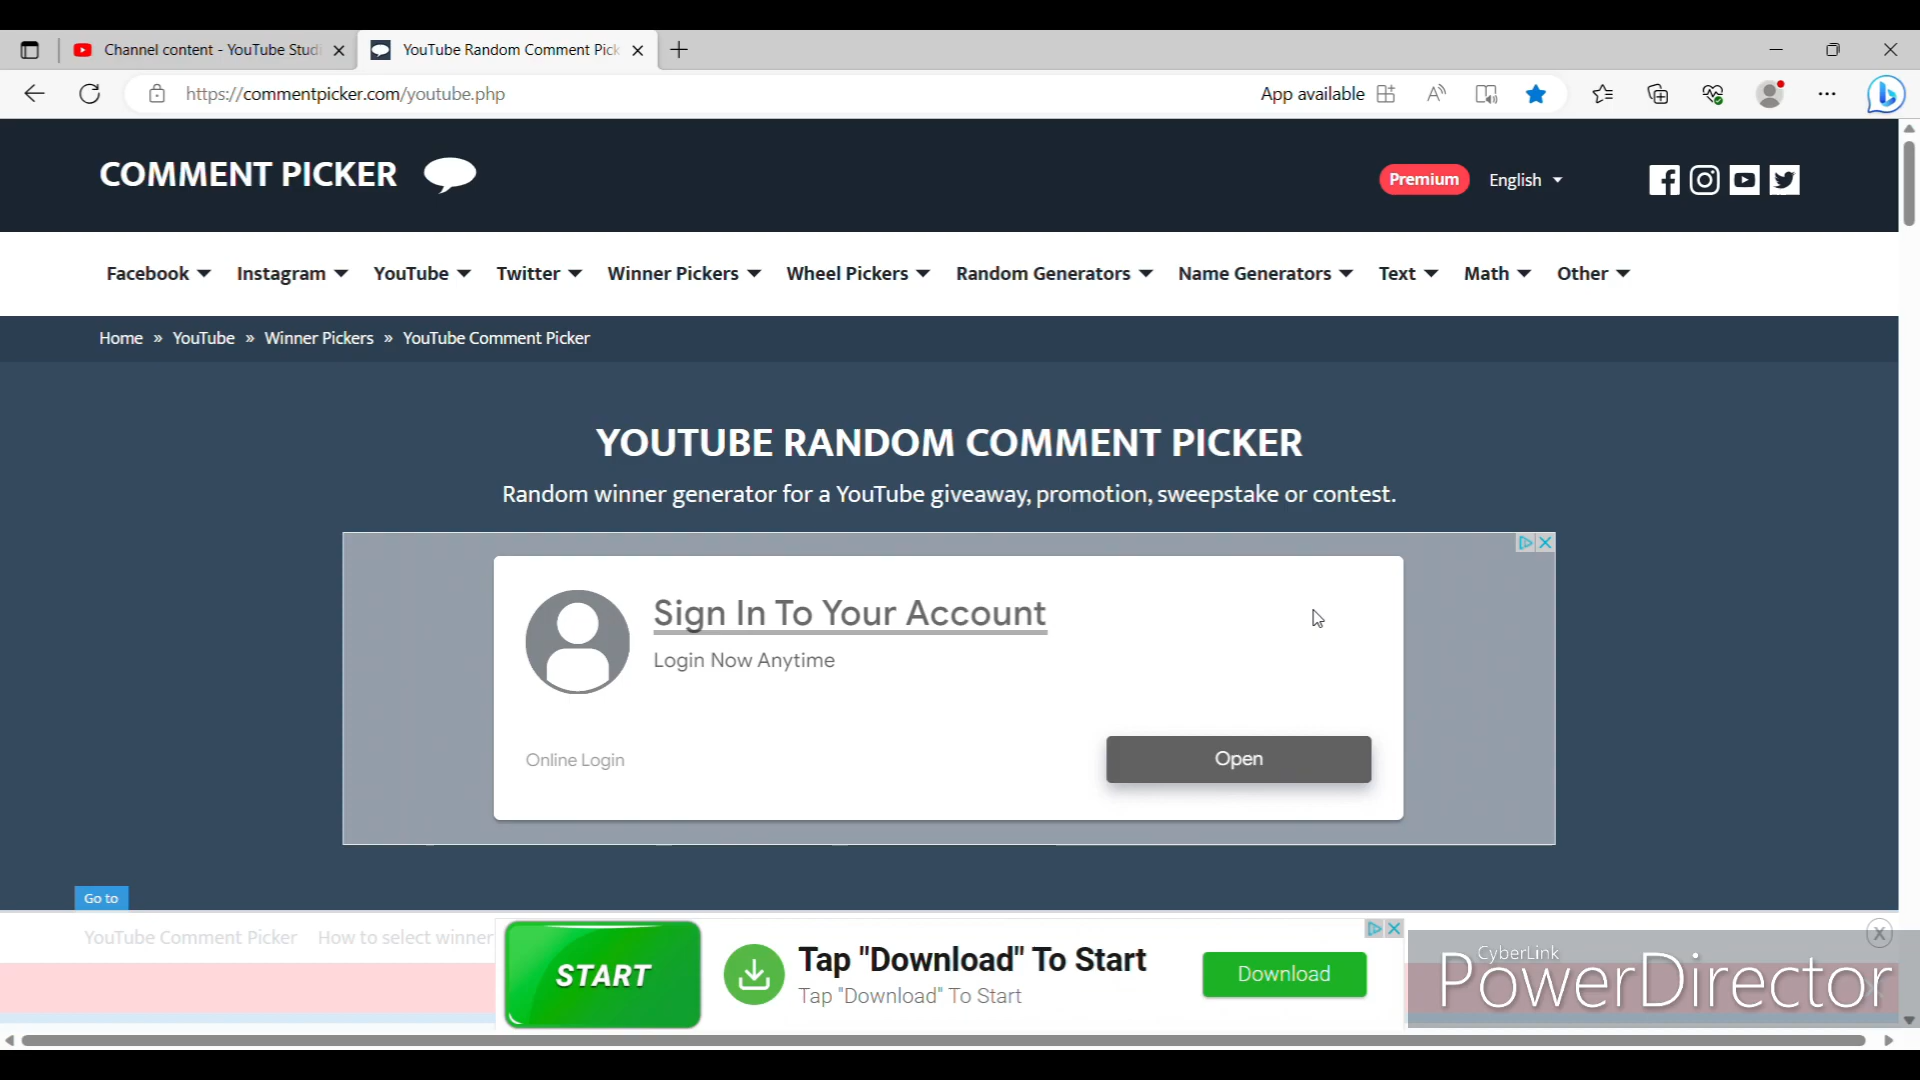 Channel content - YouTube Studi
YouTube Random Comment Pick
https://commentpicker.com/youtube.php
App available
COMMENT PICKER
Premium
English
Facebook
Instagram
YouTube
Twitter
Winner Pickers
Wheel Pickers
Random Generators
Name Generators
Text
Math
Other
Home » YouTube » Winner Pickers » YouTube Comment Picker
YOUTUBE RANDOM COMMENT PICKER
Random winner generator for a YouTube giveaway, promotion, sweepstake or contest.
Sign In To Your Account
Login Now Anytime
Online Login
Open
Go to
YouTube Comment Picker
How to select winner
START
Tap "Download" To Start
Tap "Download" To Start
Download
CyberLink
PowerDirector